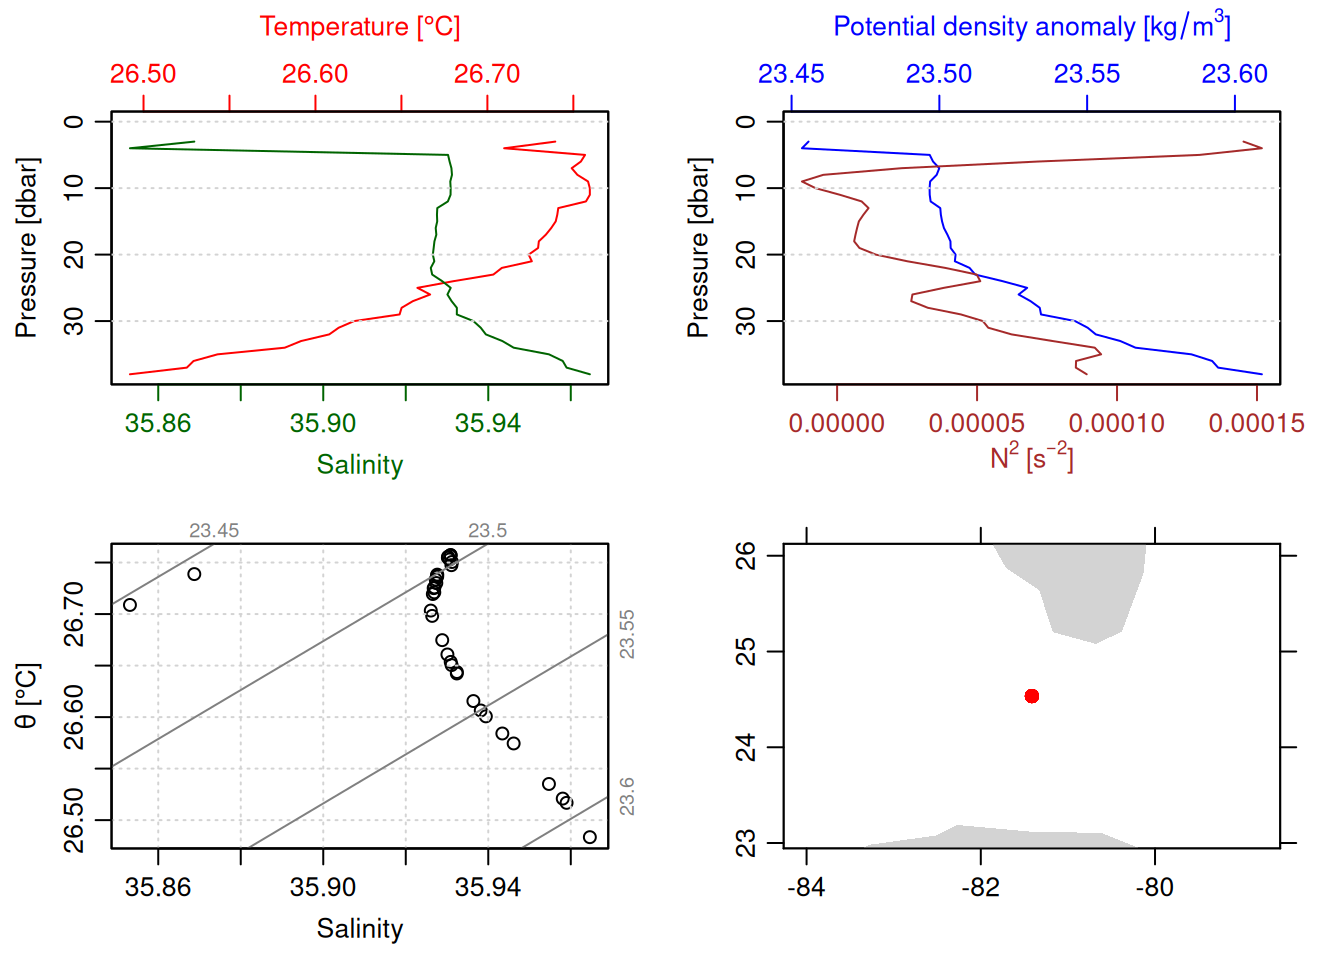 Temperature [°C]
26.50 26.60 26.70
Pressure [dbar]
0
10
20
30
35.86 35.90 35.94
Salinity
Potential density anomaly [kg/m³]
23.45 23.50 23.55 23.60
Pressure [dbar]
0
10
20
30
0.00000 0.00005 0.00010 0.00015
N² [s⁻²]
23.45 23.5
θ [°C]
26.70
26.60
26.50
23.55
23.6
35.86 35.90 35.94
Salinity
26
25
24
23
-84 -82 -80